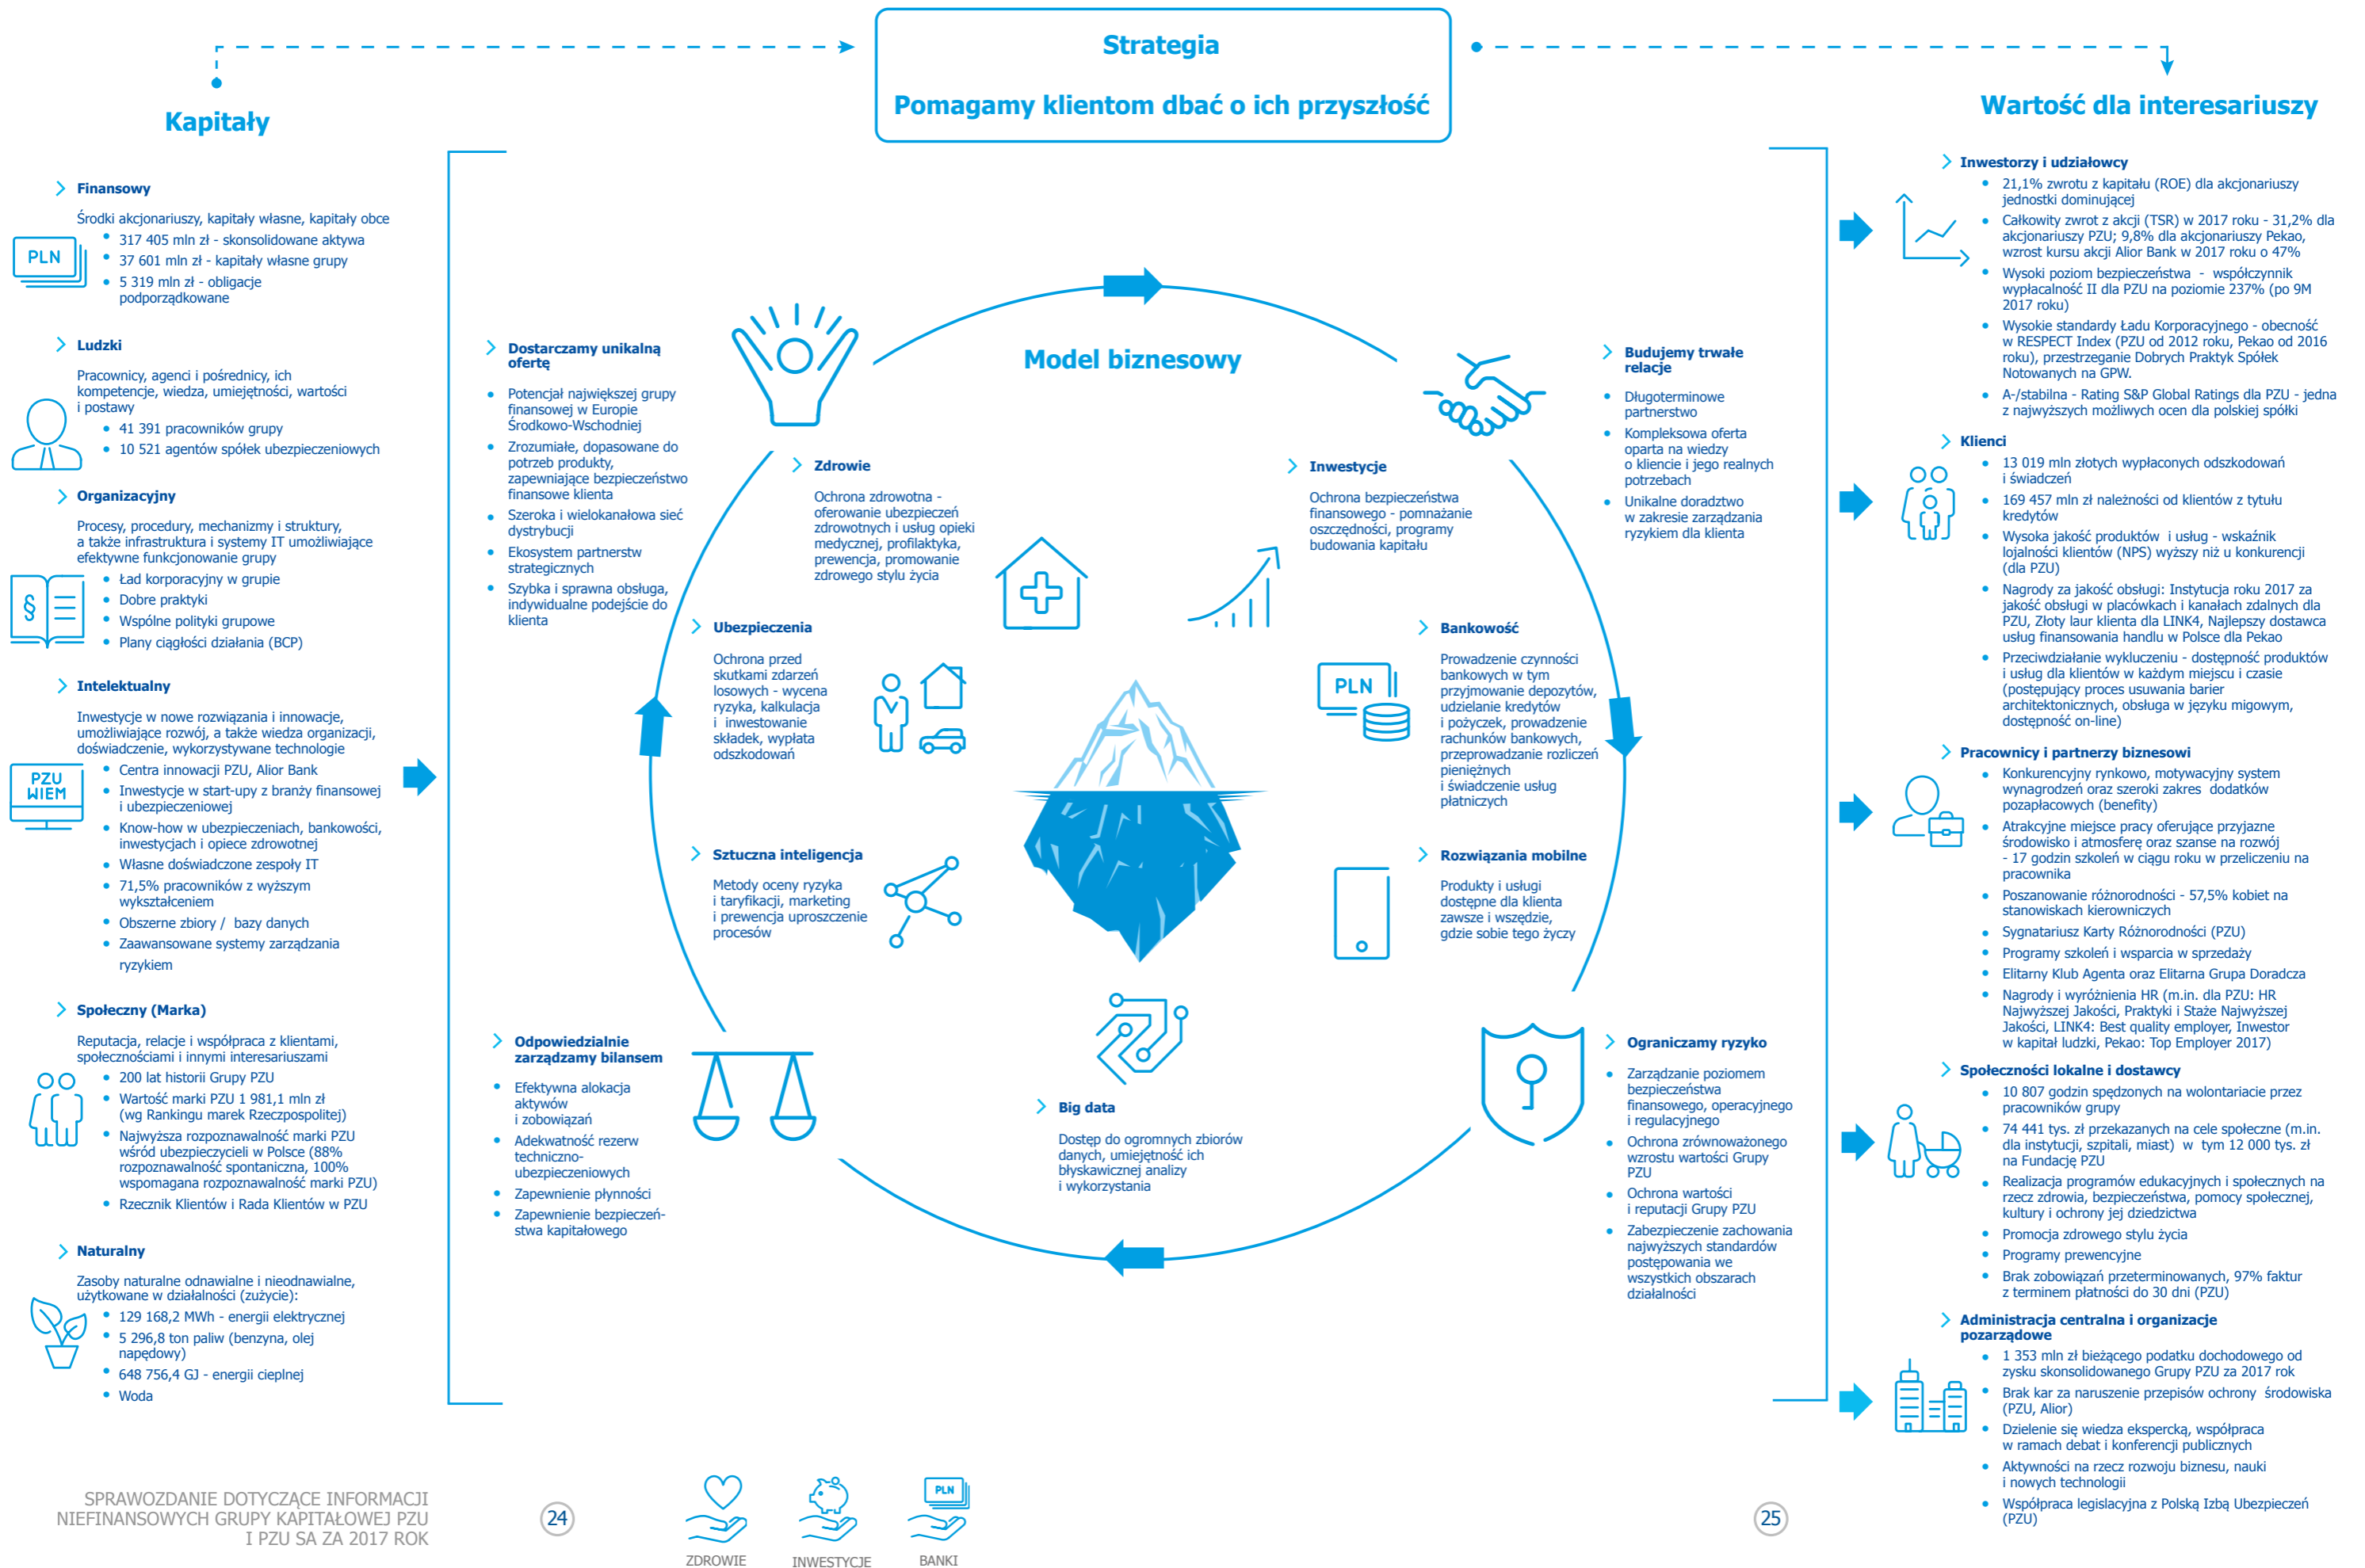 Strategia
Pomagamy klientom dbać o ich przyszłość
Kapitały
Finansowy
Środki akcjonariuszy, kapitały własne, kapitały obce
PLN
317 405 mln zł - skonsolidowane aktywa
37 601 mln zł - kapitały własne grupy
5 319 mln zł - obligacje
podporządkowane
Ludzki
Pracownicy, agenci i pośrednicy, ich
kompetencje, wiedza, umiejętności, wartości
i postawy
41 391 pracowników grupy
10 521 agentów spółek ubezpieczeniowych
Organizacyjny
Procesy, procedury, mechanizmy i struktury,
a także infrastruktura i systemy IT umożliwiające
efektywne funkcjonowanie grupy
§
Ład korporacyjny w grupie
Dobre praktyki
Wspólne polityki grupowe
Plany ciągłości działania (BCP)
Intelektualny
Inwestycje w nowe rozwiązania i innowacje,
umożliwiające rozwój, a także wiedza organizacji,
doświadczenie, wykorzystywane technologie
PZU
WIEM
Centra innowacji PZU, Alior Bank
Inwestycje w start-upy z branży finansowej
i ubezpieczeniowej
Know-how w ubezpieczeniach, bankowości,
inwestycjach i opiece zdrowotnej
Własne doświadczone zespoły IT
71,5% pracowników z wyższym
wykształceniem
Obszerne zbiory / bazy danych
Zaawansowane systemy zarządzania
ryzykiem
Społeczny (Marka)
Reputacja, relacje i współpraca z klientami,
społecznościami i innymi interesariuszami
200 lat historii Grupy PZU
Wartość marki PZU 1 981,1 mln zł
(wg Rankingu marek Rzeczpospolitej)
Najwyższa rozpoznawalność marki PZU
wśród ubezpieczycieli w Polsce (88%
rozpoznawalność spontaniczna, 100%
wspomagana rozpoznawalność marki PZU)
Rzecznik Klientów i Rada Klientów w PZU
Naturalny
Zasoby naturalne odnawialne i nieodnawialne,
użytkowane w działalności (zużycie):
129 168,2 MWh - energii elektrycznej
5 296,8 ton paliw (benzyna, olej
napędowy)
648 756,4 GJ - energii cieplnej
Woda
Model biznesowy
Dostarczamy unikalną
ofertę
Potencjał największej grupy
finansowej w Europie
Środkowo-Wschodniej
Zrozumiałe, dopasowane do
potrzeb produkty,
zapewniające bezpieczeństwo
finansowe klienta
Szeroka i wielokanałowa sieć
dystrybucji
Ekosystem partnerstw
strategicznych
Szybka i sprawna obsługa,
indywidualne podejście do
klienta
Budujemy trwałe
relacje
Długoterminowe
partnerstwo
Kompleksowa oferta
oparta na wiedzy
o kliencie i jego realnych
potrzebach
Unikalne doradztwo
w zakresie zarządzania
ryzykiem dla klienta
Zdrowie
Ochrona zdrowotna -
oferowanie ubezpieczeń
zdrowotnych i usług opieki
medycznej, profilaktyka,
prewencja, promowanie
zdrowego stylu życia
Inwestycje
Ochrona bezpieczeństwa
finansowego - pomnażanie
oszczędności, programy
budowania kapitału
Ubezpieczenia
Ochrona przed
skutkami zdarzeń
losowych - wycena
ryzyka, kalkulacja
i inwestowanie
składek, wypłata
odszkodowań
Bankowość
PLN
Prowadzenie czynności
bankowych w tym
przyjmowanie depozytów,
udzielanie kredytów
i pożyczek, prowadzenie
rachunków bankowych,
przeprowadzanie rozliczeń
pieniężnych
i świadczenie usług
płatniczych
Sztuczna inteligencja
Metody oceny ryzyka
i taryfikacji, marketing
i prewencja uproszczenie
procesów
Rozwiązania mobilne
Produkty i usługi
dostępne dla klienta
zawsze i wszędzie,
gdzie sobie tego życzy
Big data
Dostęp do ogromnych zbiorów
danych, umiejętność ich
błyskawicznej analizy
i wykorzystania
Odpowiedzialnie
zarządzamy bilansem
Efektywna alokacja
aktywów
i zobowiązań
Adekwatność rezerw
techniczno-
ubezpieczeniowych
Zapewnienie płynności
Zapewnienie bezpieczeń-
stwa kapitałowego
Ograniczamy ryzyko
Zarządzanie poziomem
bezpieczeństwa
finansowego, operacyjnego
i regulacyjnego
Ochrona zrównoważonego
wzrostu wartości Grupy
PZU
Ochrona wartości
i reputacji Grupy PZU
Zabezpieczenie zachowania
najwyższych standardów
postępowania we
wszystkich obszarach
działalności
Wartość dla interesariuszy
Inwestorzy i udziałowcy
21,1% zwrotu z kapitału (ROE) dla akcjonariuszy
jednostki dominującej
Całkowity zwrot z akcji (TSR) w 2017 roku - 31,2% dla
akcjonariuszy PZU; 9,8% dla akcjonariuszy Pekao,
wzrost kursu akcji Alior Bank w 2017 roku o 47%
Wysoki poziom bezpieczeństwa - współczynnik
wypłacalność II dla PZU na poziomie 237% (po 9M
2017 roku)
Wysokie standardy Ładu Korporacyjnego - obecność
w RESPECT Index (PZU od 2012 roku, Pekao od 2016
roku), przestrzeganie Dobrych Praktyk Spółek
Notowanych na GPW.
A-/stabilna - Rating S&P Global Ratings dla PZU - jedna
z najwyższych możliwych ocen dla polskiej spółki
Klienci
13 019 mln złotych wypłaconych odszkodowań
i świadczeń
169 457 mln zł należności od klientów z tytułu
kredytów
Wysoka jakość produktów i usług - wskaźnik
lojalności klientów (NPS) wyższy niż u konkurencji
(dla PZU)
Nagrody za jakość obsługi: Instytucja roku 2017 za
jakość obsługi w placówkach i kanałach zdalnych dla
PZU, Złoty laur klienta dla LINK4, Najlepszy dostawca
usług finansowania handlu w Polsce dla Pekao
Przeciwdziałanie wykluczeniu - dostępność produktów
i usług dla klientów w każdym miejscu i czasie
(postępujący proces usuwania barier
architektonicznych, obsługa w języku migowym,
dostępność on-line)
Pracownicy i partnerzy biznesowi
Konkurencyjny rynkowo, motywacyjny system
wynagrodzeń oraz szeroki zakres dodatków
pozapłacowych (benefity)
Atrakcyjne miejsce pracy oferujące przyjazne
środowisko i atmosferę oraz szanse na rozwój
- 17 godzin szkoleń w ciągu roku w przeliczeniu na
pracownika
Poszanowanie różnorodności - 57,5% kobiet na
stanowiskach kierowniczych
Sygnatariusz Karty Różnorodności (PZU)
Programy szkoleń i wsparcia w sprzedaży
Elitarny Klub Agenta oraz Elitarna Grupa Doradcza
Nagrody i wyróżnienia HR (m.in. dla PZU: HR
Najwyższej Jakości, Praktyki i Staże Najwyższej
Jakości, LINK4: Best quality employer, Inwestor
w kapitał ludzki, Pekao: Top Employer 2017)
Społeczności lokalne i dostawcy
10 807 godzin spędzonych na wolontariacie przez
pracowników grupy
74 441 tys. zł przekazanych na cele społeczne (m.in.
dla instytucji, szpitali, miast) w tym 12 000 tys. zł
na Fundację PZU
Realizacja programów edukacyjnych i społecznych na
rzecz zdrowia, bezpieczeństwa, pomocy społecznej,
kultury i ochrony jej dziedzictwa
Promocja zdrowego stylu życia
Programy prewencyjne
Brak zobowiązań przeterminowanych, 97% faktur
z terminem płatności do 30 dni (PZU)
Administracja centralna i organizacje
pozarządowe
1 353 mln zł bieżącego podatku dochodowego od
zysku skonsolidowanego Grupy PZU za 2017 rok
Brak kar za naruszenie przepisów ochrony środowiska
(PZU, Alior)
Dzielenie się wiedza ekspercką, współpraca
w ramach debat i konferencji publicznych
Aktywności na rzecz rozwoju biznesu, nauki
i nowych technologii
Współpraca legislacyjna z Polską Izbą Ubezpieczeń
(PZU)
SPRAWOZDANIE DOTYCZĄCE INFORMACJI
NIEFINANSOWYCH GRUPY KAPITAŁOWEJ PZU
I PZU SA ZA 2017 ROK
24
ZDROWIE
INWESTYCJE
PLN
BANKI
25